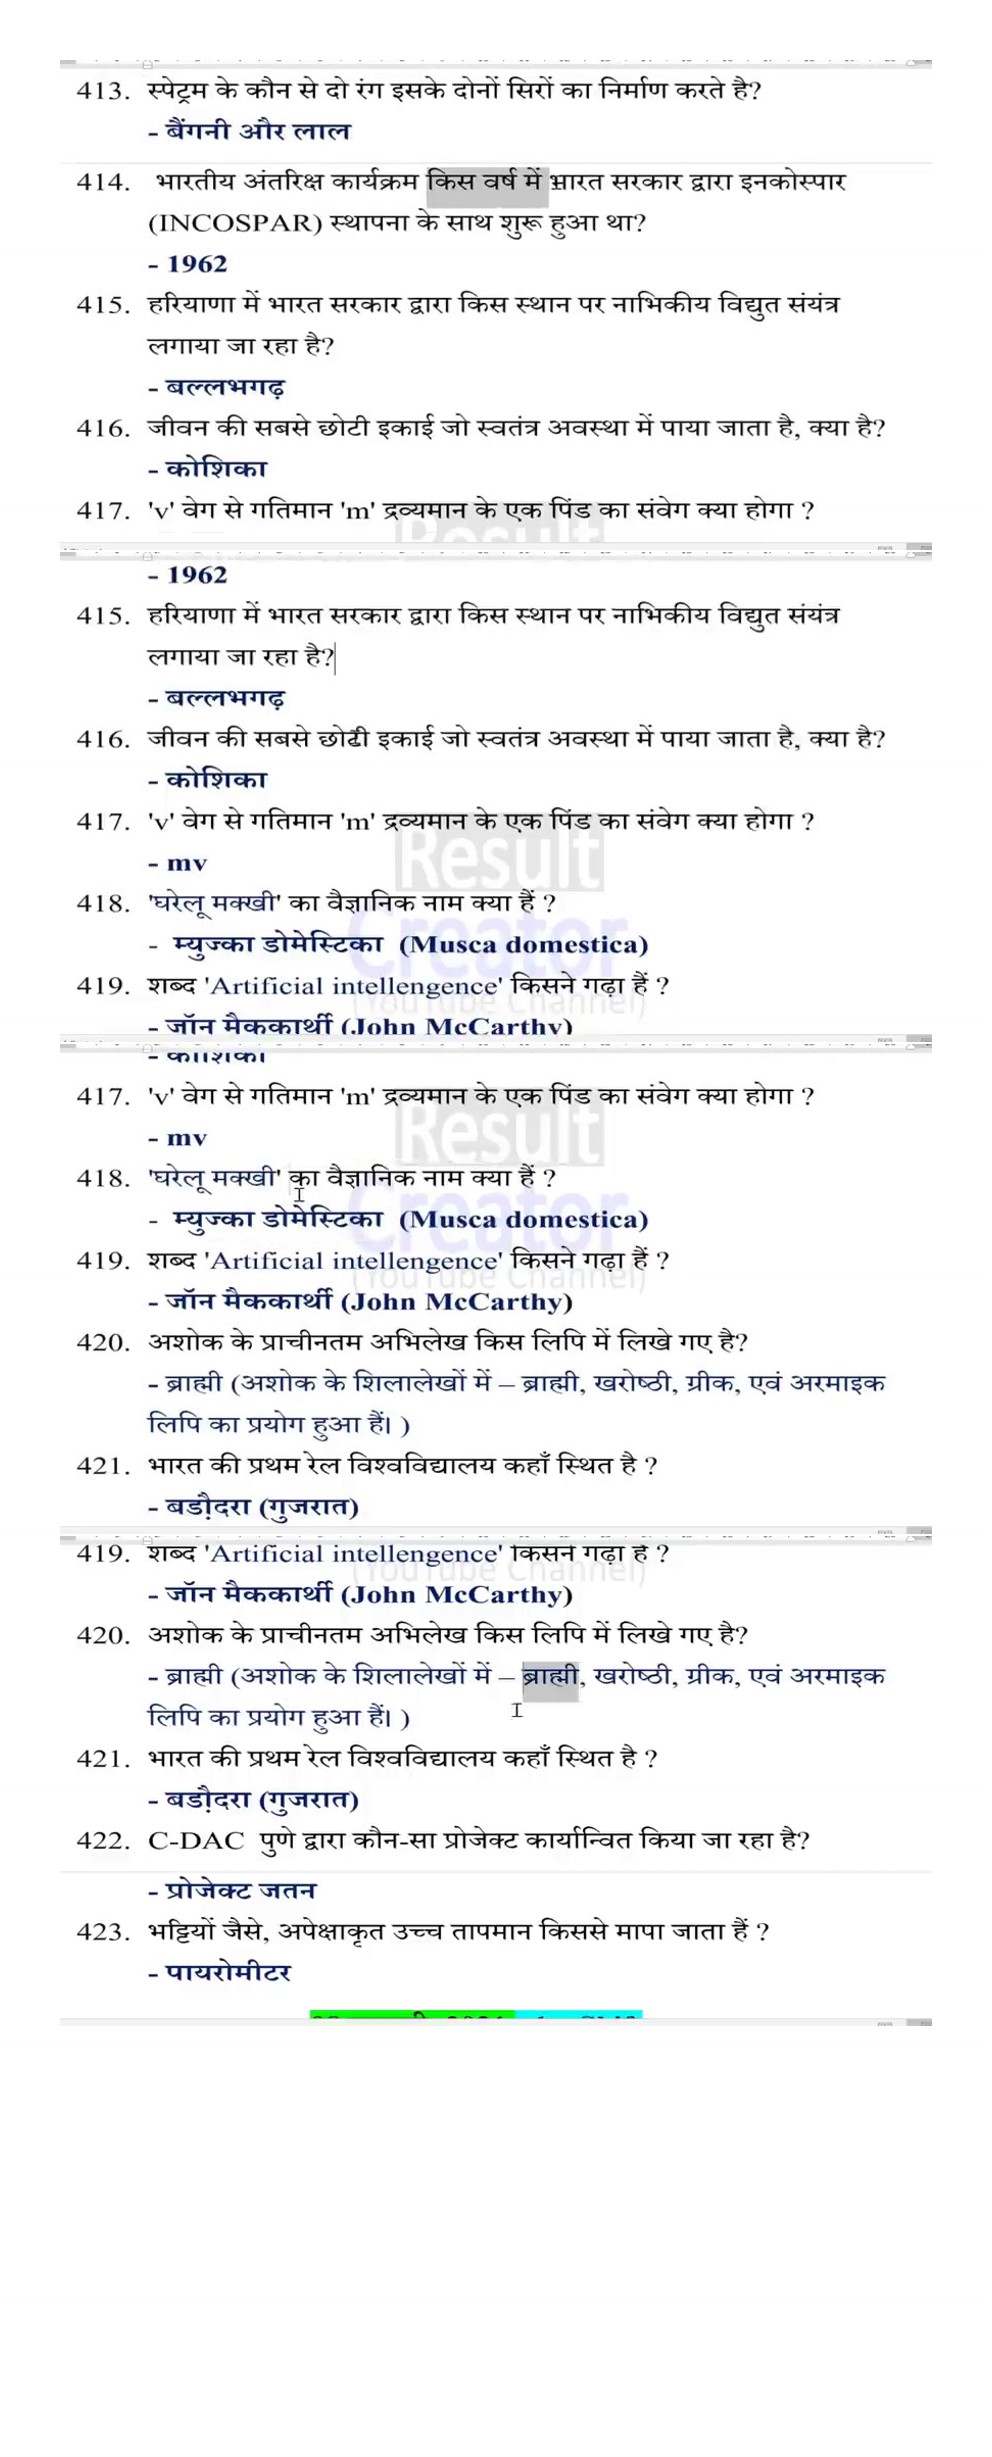 413. स्पेट्रम के कौन से दो रंग इसके दोनों सिरों का निर्माण करते है?
- बैंगनी और लाल
414. भारतीय अंतरिक्ष कार्यक्रम किस वर्ष में भारत सरकार द्वारा इनकोस्पार
(INCOSPAR) स्थापना के साथ शुरू हुआ था?
- 1962
415. हरियाणा में भारत सरकार द्वारा किस स्थान पर नाभिकीय विद्युत संयंत्र
लगाया जा रहा है?
- बल्लभगढ़
416. जीवन की सबसे छोटी इकाई जो स्वतंत्र अवस्था में पाया जाता है, क्या है?
- कोशिका
417. 'v' वेग से गतिमान 'm' द्रव्यमान के एक पिंड का संवेग क्या होगा ?
Result
- 1962
415. हरियाणा में भारत सरकार द्वारा किस स्थान पर नाभिकीय विद्युत संयंत्र
लगाया जा रहा है?
- बल्लभगढ़
416. जीवन की सबसे छोटी इकाई जो स्वतंत्र अवस्था में पाया जाता है, क्या है?
- कोशिका
417. 'v' वेग से गतिमान 'm' द्रव्यमान के एक पिंड का संवेग क्या होगा ?
Result
- mv
418. 'घरेलू मक्खी' का वैज्ञानिक नाम क्या हैं ?
Creator
- म्युज्का डोमेस्टिका (Musca domestica)
419. शब्द 'Artificial intellengence' किसने गढ़ा हैं ?
(YouTube Channel)
- जॉन मैककार्थी (John McCarthy)
- कोशिका
417. 'v' वेग से गतिमान 'm' द्रव्यमान के एक पिंड का संवेग क्या होगा ?
Result
- mv
418. 'घरेलू मक्खी' का वैज्ञानिक नाम क्या हैं ?
Creator
- म्युज्का डोमेस्टिका (Musca domestica)
419. शब्द 'Artificial intellengence' किसने गढ़ा हैं ?
(YouTube Channel)
- जॉन मैककार्थी (John McCarthy)
420. अशोक के प्राचीनतम अभिलेख किस लिपि में लिखे गए है?
- ब्राह्मी (अशोक के शिलालेखों में – ब्राह्मी, खरोष्ठी, ग्रीक, एवं अरमाइक
लिपि का प्रयोग हुआ हैं। )
421. भारत की प्रथम रेल विश्वविद्यालय कहाँ स्थित है ?
- बडौ़दरा (गुजरात)
419. शब्द 'Artificial intellengence' किसने गढ़ा हैं ?
(YouTube Channel)
- जॉन मैककार्थी (John McCarthy)
420. अशोक के प्राचीनतम अभिलेख किस लिपि में लिखे गए है?
- ब्राह्मी (अशोक के शिलालेखों में – ब्राह्मी, खरोष्ठी, ग्रीक, एवं अरमाइक
लिपि का प्रयोग हुआ हैं। )
421. भारत की प्रथम रेल विश्वविद्यालय कहाँ स्थित है ?
- बडौ़दरा (गुजरात)
422. C-DAC पुणे द्वारा कौन-सा प्रोजेक्ट कार्यान्वित किया जा रहा है?
- प्रोजेक्ट जतन
423. भट्टियों जैसे, अपेक्षाकृत उच्च तापमान किससे मापा जाता हैं ?
- पायरोमीटर